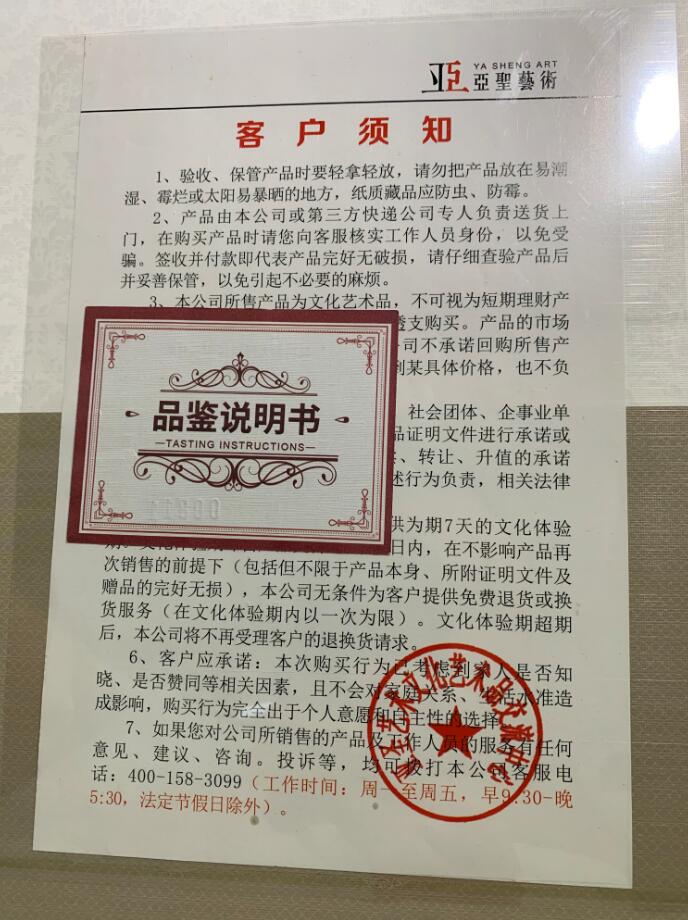 YA SHENG ART
亞聖藝術
客户须知
1、验收、保管产品时要轻拿轻放，请勿把产品放在易潮
湿、霉烂或太阳易暴晒的地方，纸质藏品应防虫、防霉。
2、产品由本公司或第三方快递公司专人负责送货上
门，在购买产品时请您向客服核实工作人员身份，以免受
骗。签收并付款即代表产品完好无破损，请仔细查验产品后
并妥善保管，以免引起不必要的麻烦。
3、本公司所售产品为文化艺术品，不可视为短期理财产
透支购买。产品的市场
司不承诺回购所售产
到某具体价格，也不负
社会团体、企事业单
品证明文件进行承诺或
、转让、升值的承诺
述行为负责，相关法律
品鉴说明书
TASTING INSTRUCTIONS
供为期7天的文化体验
日内，在不影响产品再
次销售的前提下（包括但不限于产品本身、所附证明文件及
赠品的完好无损），本公司无条件为客户提供免费退货或换
货服务（在文化体验期内以一次为限）。文化体验期超期
后，本公司将不再受理客户的退换货请求。
6、客户应承诺：本次购买行为已考虑到家人是否知
晓、是否赞同等相关因素，且不会对家庭关系、生活水准造
成影响，购买行为完全出于个人意愿和自主性的选择。
7、如果您对公司所销售的产品及工作人员的服务有任何
意见、建议、咨询。投诉等，均可拨打本公司客服电
话：400-158-3099（工作时间：周一至周五，早9:30-晚
5:30，法定节假日除外）。